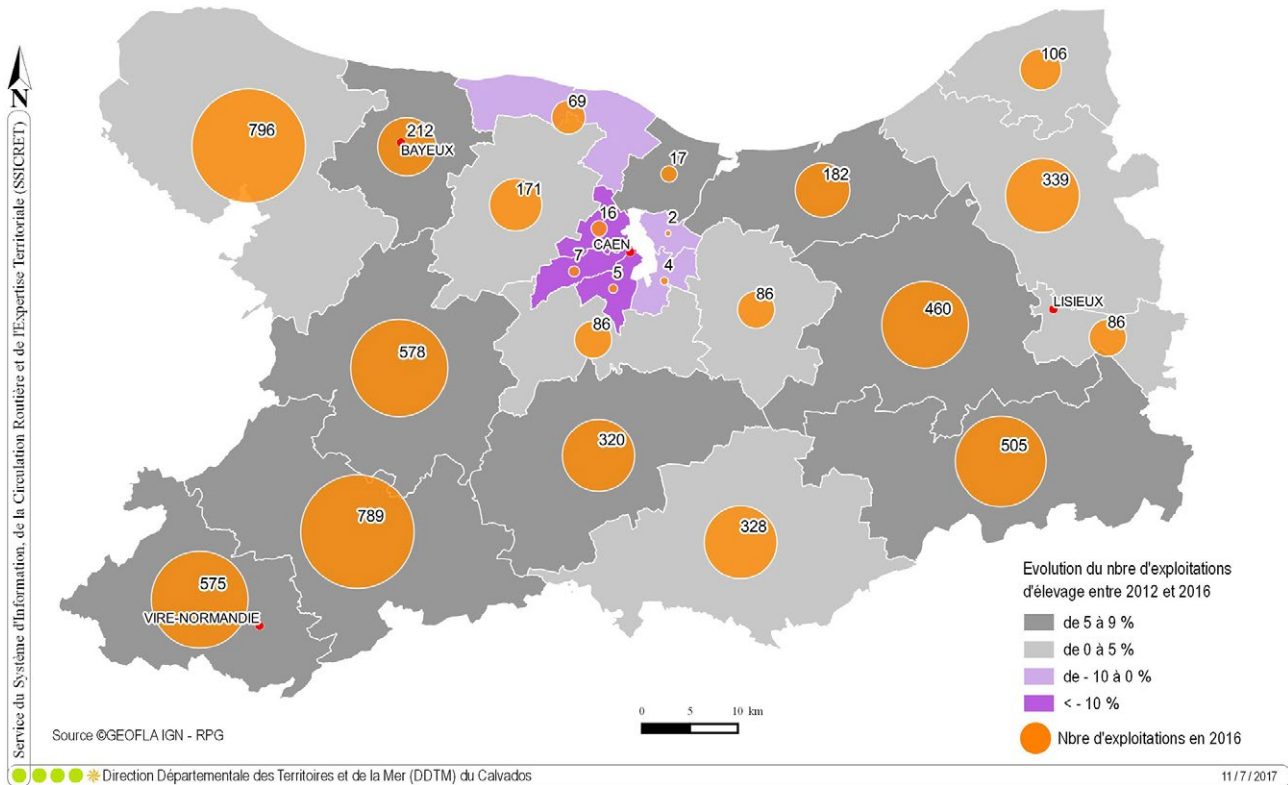 N
Service du Système d'Information, de la Circulation Routière et de l'Expertise Territoriale (SSICRET)
106
69
796
212
BAYEUX
17
182
339
171
16
2
CAEN
7
5
4
86
86
460
LISIEUX
86
578
320
505
789
328
575
VIRE-NORMANDIE
Evolution du nbre d'exploitations
d'élevage entre 2012 et 2016
de 5 à 9 %
de 0 à 5 %
de - 10 à 0 %
< - 10 %
Nbre d'exploitations en 2016
0 5 10 km
Source ©GEOFLA IGN - RPG
Direction Départementale des Territoires et de la Mer (DDTM) du Calvados
11 / 7 / 2017